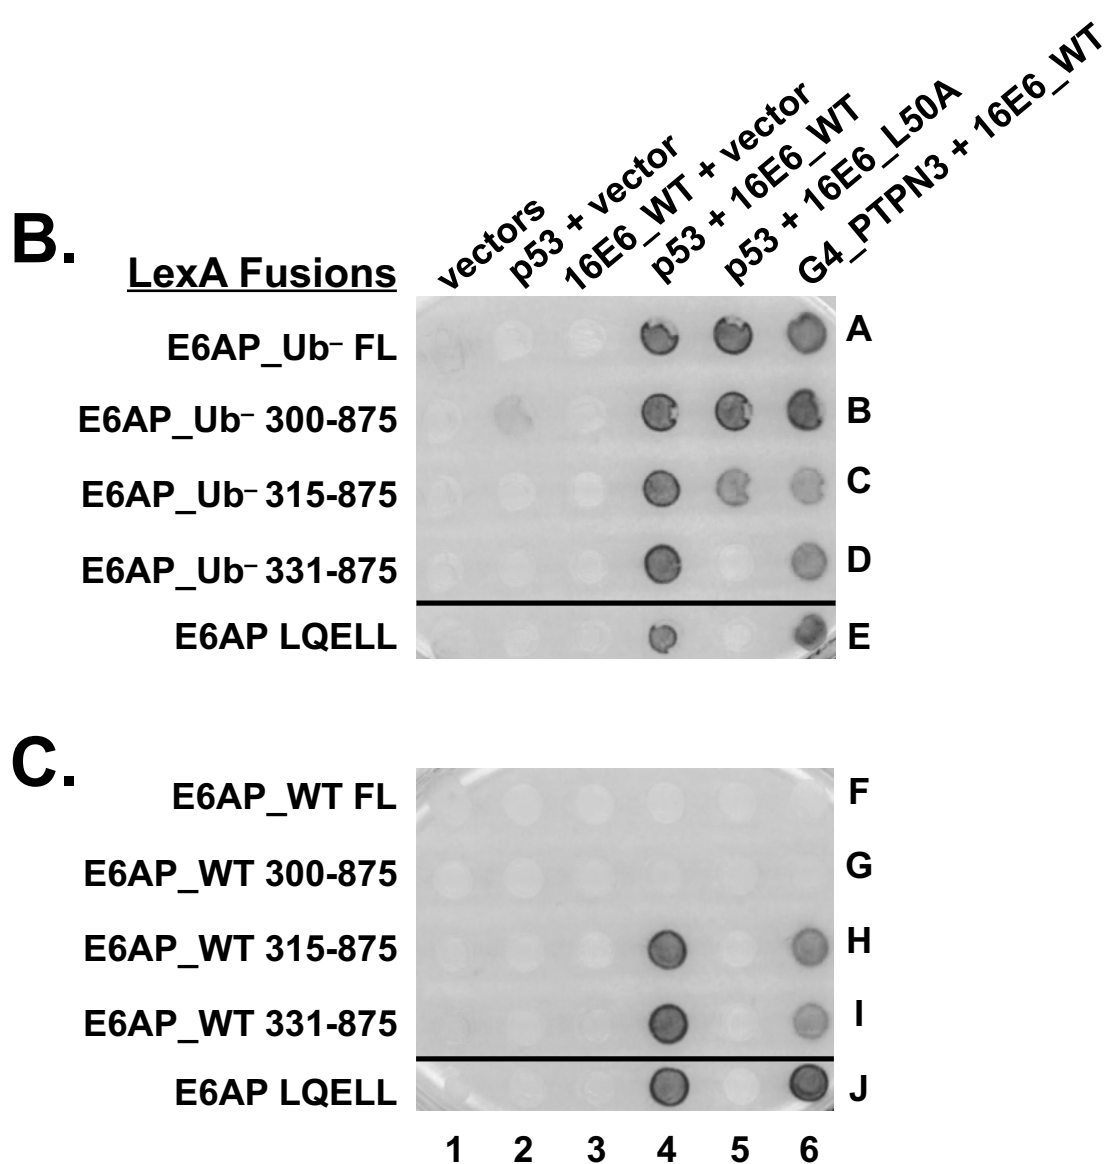 B.
LexA Fusions
vectors
p53 + vector
16E6_WT + vector
p53 + 16E6_WT
p53 + 16E6_L50A
G4_PTPN3 + 16E6_WT
E6AP_Ub– FL A
E6AP_Ub– 300-875 B
E6AP_Ub– 315-875 C
E6AP_Ub– 331-875 D
E6AP LQELL E
C.
E6AP_WT FL F
E6AP_WT 300-875 G
E6AP_WT 315-875 H
E6AP_WT 331-875 I
E6AP LQELL J
1 2 3 4 5 6